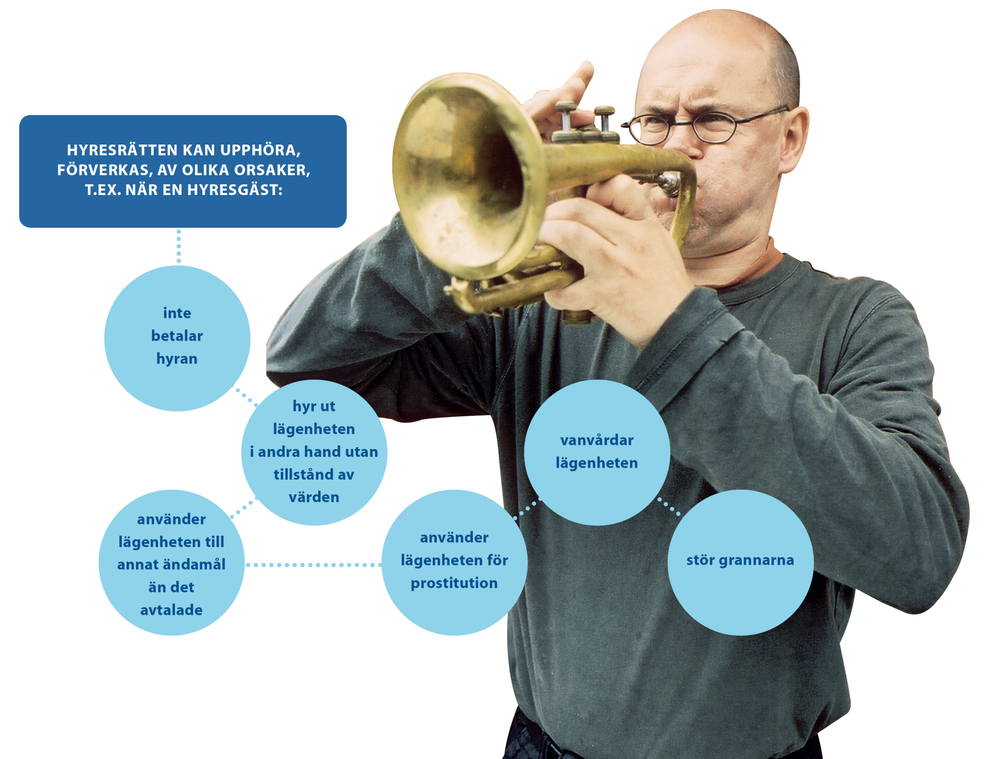 HYRESRÄTTEN KAN UPPHÖRA,
FÖRVERKAS, AV OLIKA ORSAKER,
T.EX. NÄR EN HYRESGÄST:
inte
betalar
hyran
hyr ut
lägenheten
i andra hand utan
tillstånd av
värden
använder
lägenheten till
annat ändamål
än det
avtalade
använder
lägenheten för
prostitution
vanvårdar
lägenheten
stör grannarna